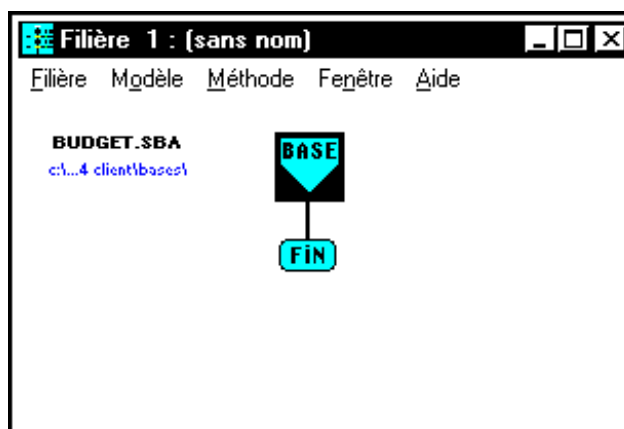 Filière 1 : (sans nom)
Filière Modèle Méthode Fenêtre Aide
BUDGET.SBA
c:\...4 client\bases\
BASE
FIN